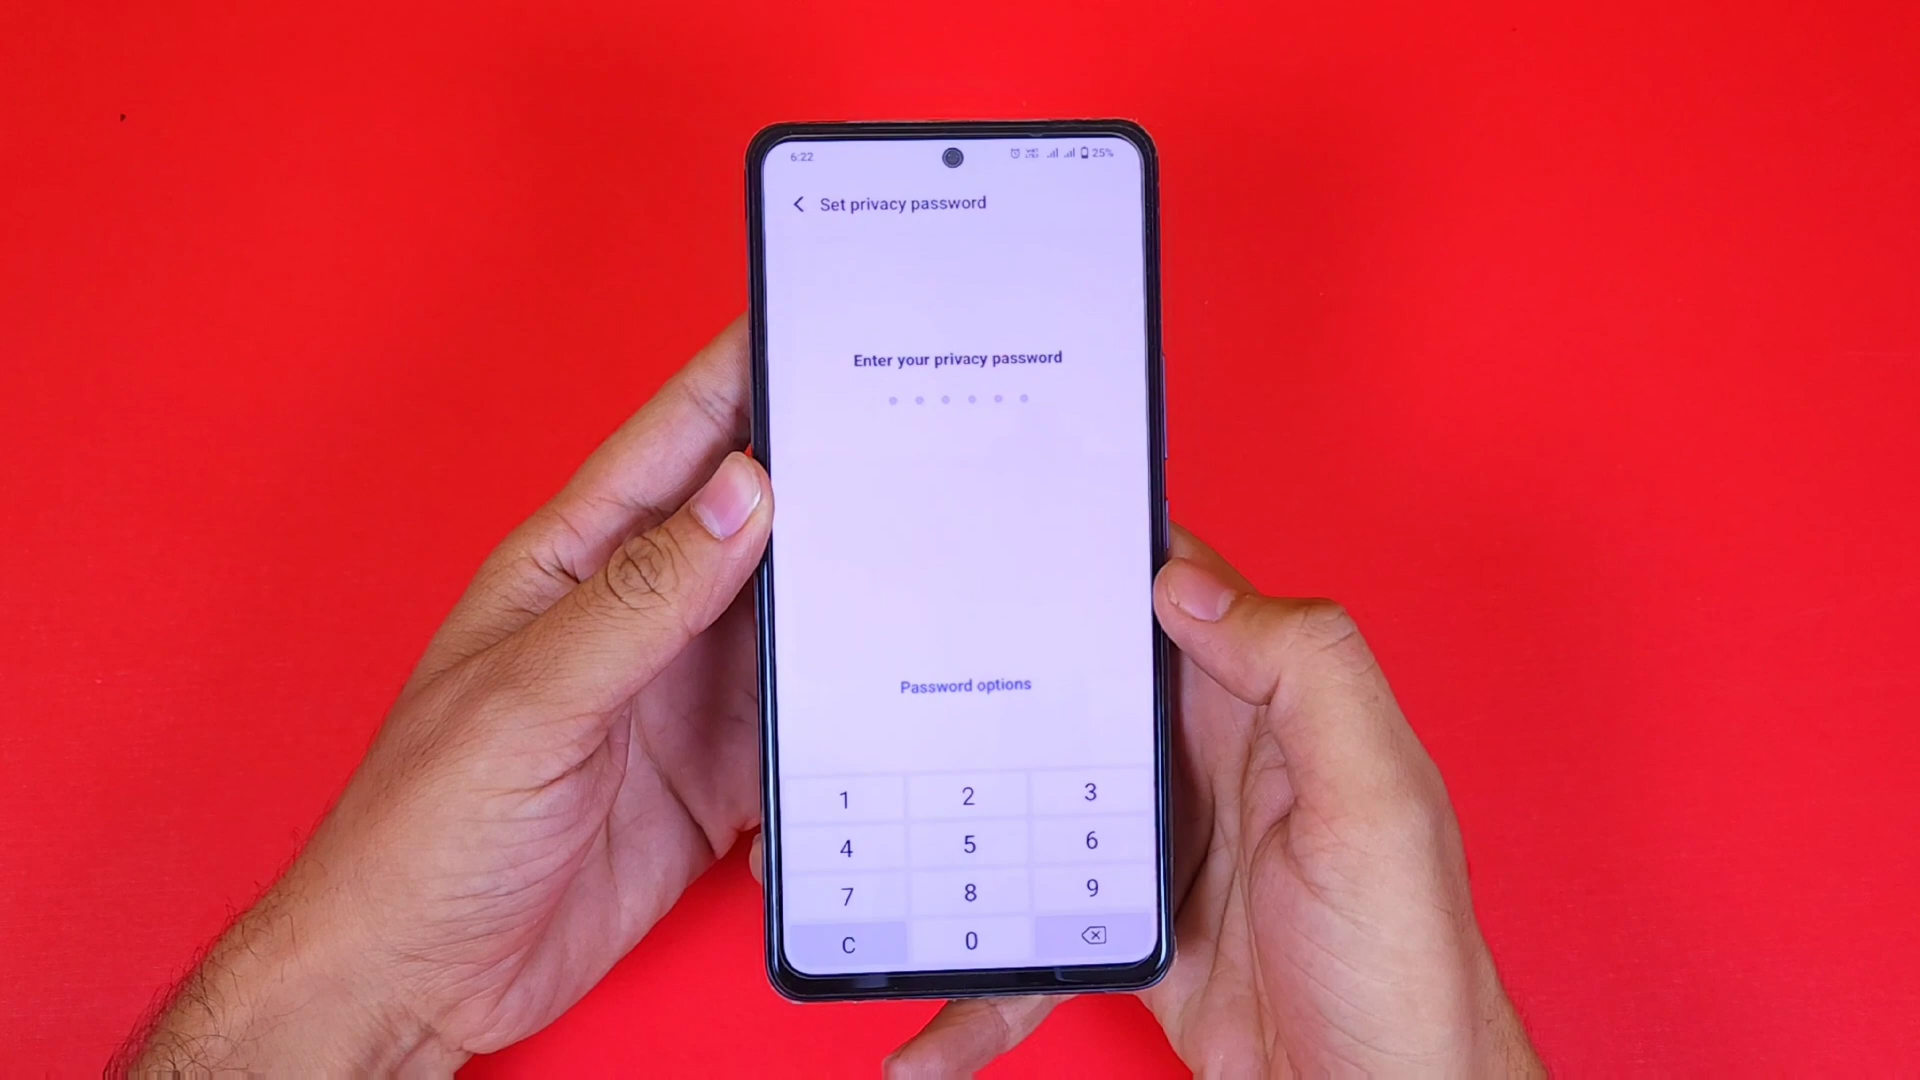 6:22 25%
Set privacy password
Enter your privacy password
Password options
1 2 3
4 5 6
7 8 9
C 0